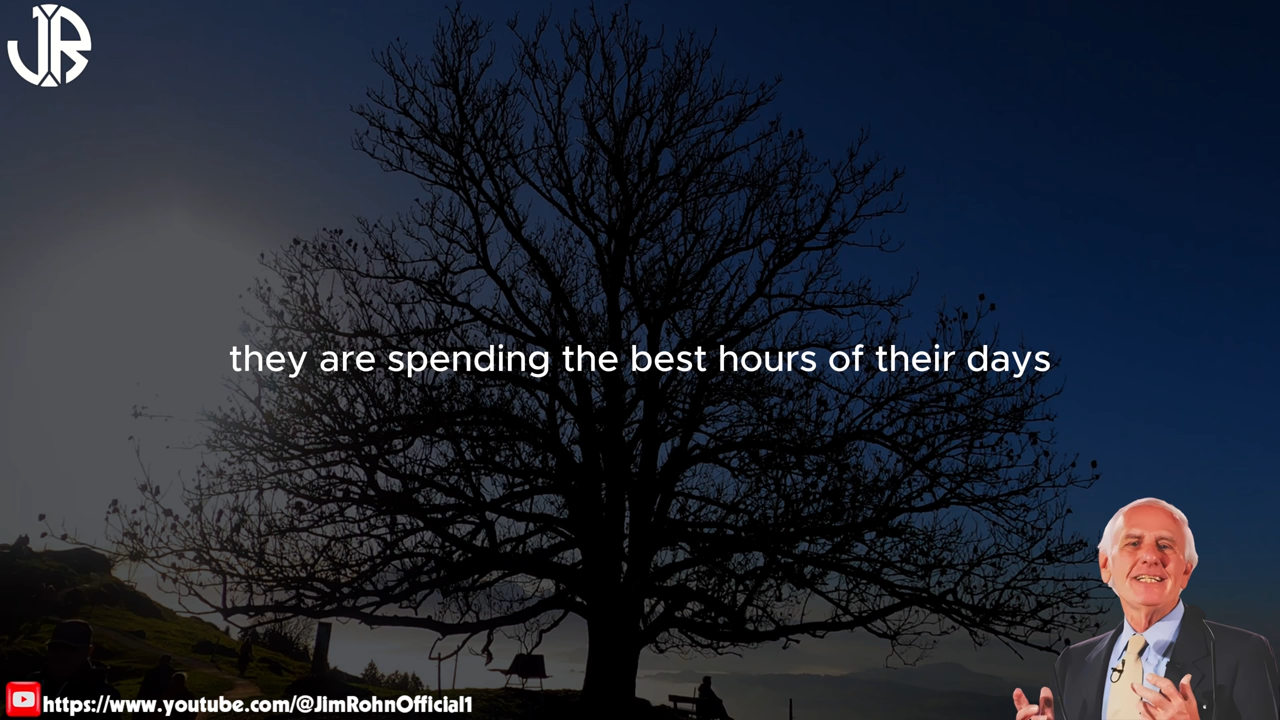 JR
they are spending the best hours of their days
https://www.youtube.com/@JimRohnOfficial1